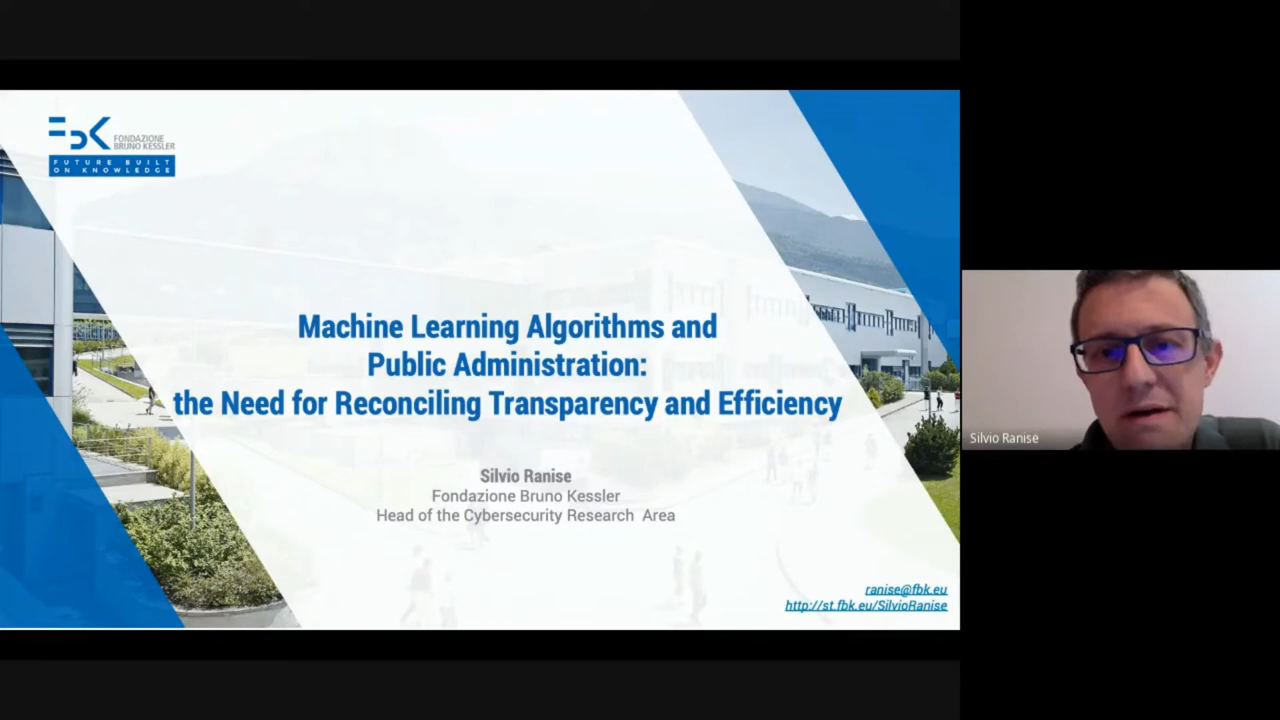 FONDAZIONE
BRUNO KESSLER
FUTURE BUILT
ON KNOWLEDGE
Machine Learning Algorithms and
Public Administration:
the Need for Reconciling Transparency and Efficiency
Silvio Ranise
Fondazione Bruno Kessler
Head of the Cybersecurity Research Area
ranise@fbk.eu
http://st.fbk.eu/SilvioRanise
Silvio Ranise